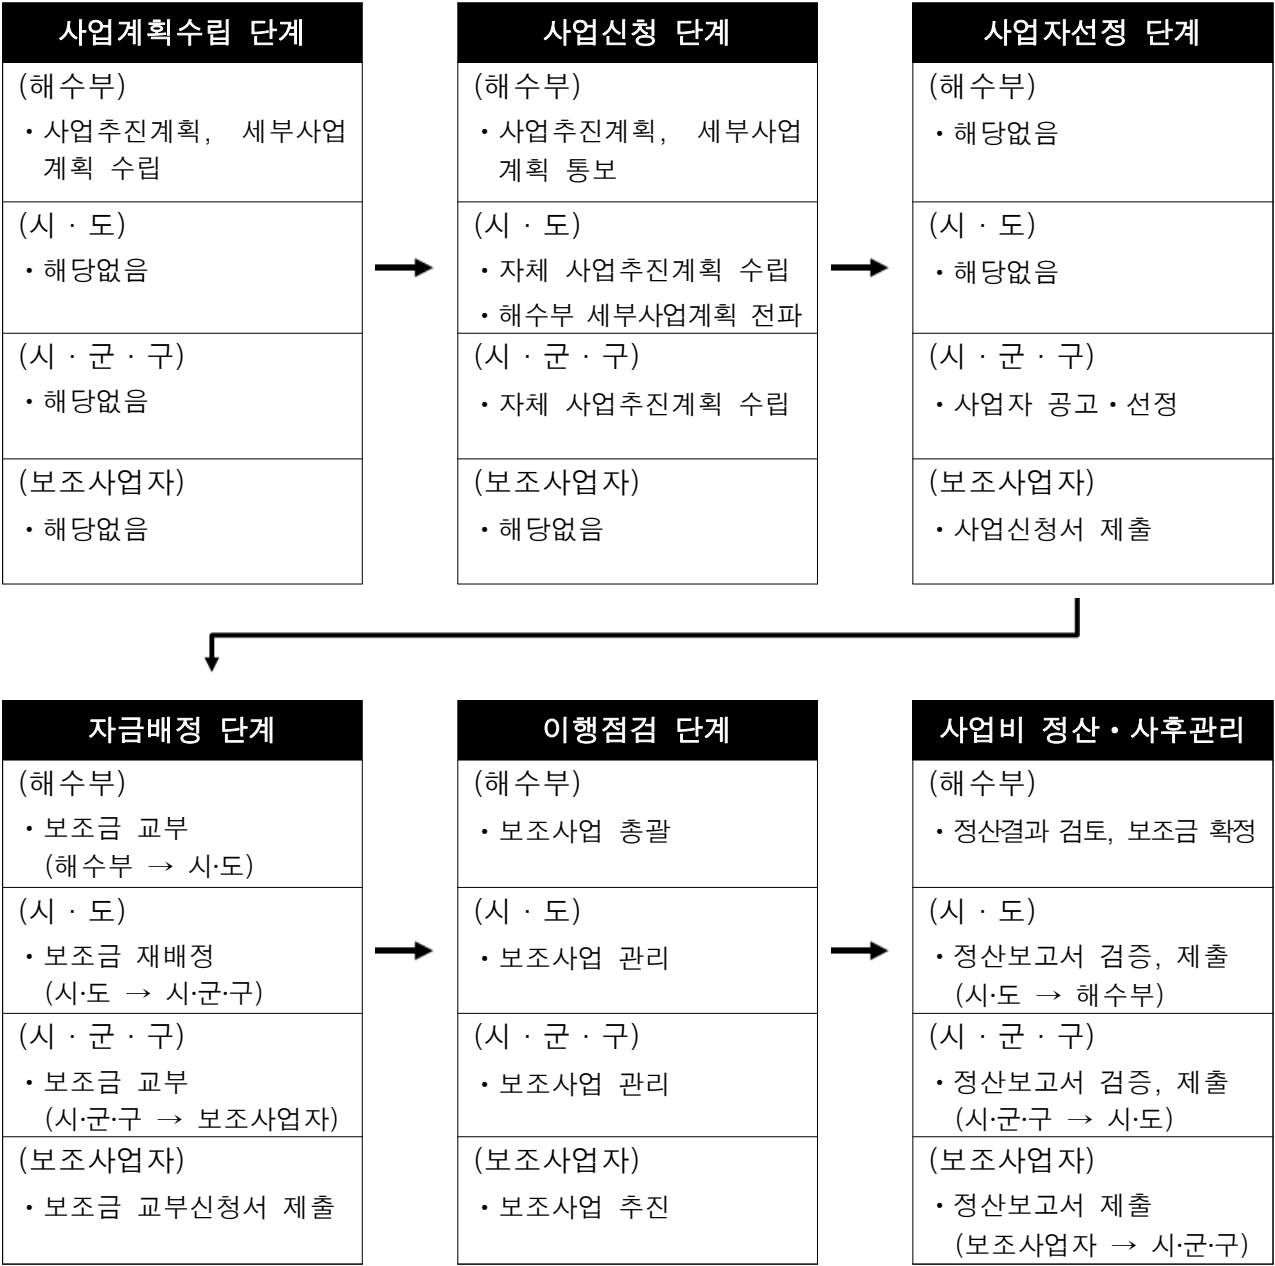 사업계획수립 단계
(해수부)
・사업추진계획, 세부사업
계획 수립
(시 · 도)
・해당없음
(시 · 군 · 구)
・해당없음
(보조사업자)
・해당없음
사업신청 단계
(해수부)
・사업추진계획, 세부사업
계획 통보
(시 · 도)
・자체 사업추진계획 수립
・해수부 세부사업계획 전파
(시 · 군 · 구)
・자체 사업추진계획 수립
(보조사업자)
・해당없음
사업자선정 단계
(해수부)
・해당없음
(시 · 도)
・해당없음
(시 · 군 · 구)
・사업자 공고・선정
(보조사업자)
・사업신청서 제출
자금배정 단계
(해수부)
・보조금 교부
(해수부 → 시·도)
(시 · 도)
・보조금 재배정
(시·도 → 시·군·구)
(시 · 군 · 구)
・보조금 교부
(시·군·구 → 보조사업자)
(보조사업자)
・보조금 교부신청서 제출
이행점검 단계
(해수부)
・보조사업 총괄
(시 · 도)
・보조사업 관리
(시 · 군 · 구)
・보조사업 관리
(보조사업자)
・보조사업 추진
사업비 정산・사후관리
(해수부)
・정산결과 검토, 보조금 확정
(시 · 도)
・정산보고서 검증, 제출
(시·도 → 해수부)
(시 · 군 · 구)
・정산보고서 검증, 제출
(시·군·구 → 시·도)
(보조사업자)
・정산보고서 제출
(보조사업자 → 시·군·구)